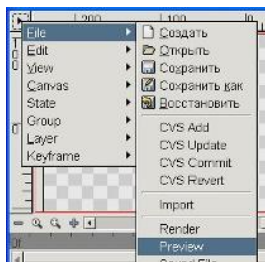 200
100
File
Edit
View
Canvas
State
Group
Layer
Keyframe
Создать
Открыть
Сохранить
Сохранить как
Восстановить
CVS Add
CVS Update
CVS Commit
CVS Revert
Import
Render
Preview
0f